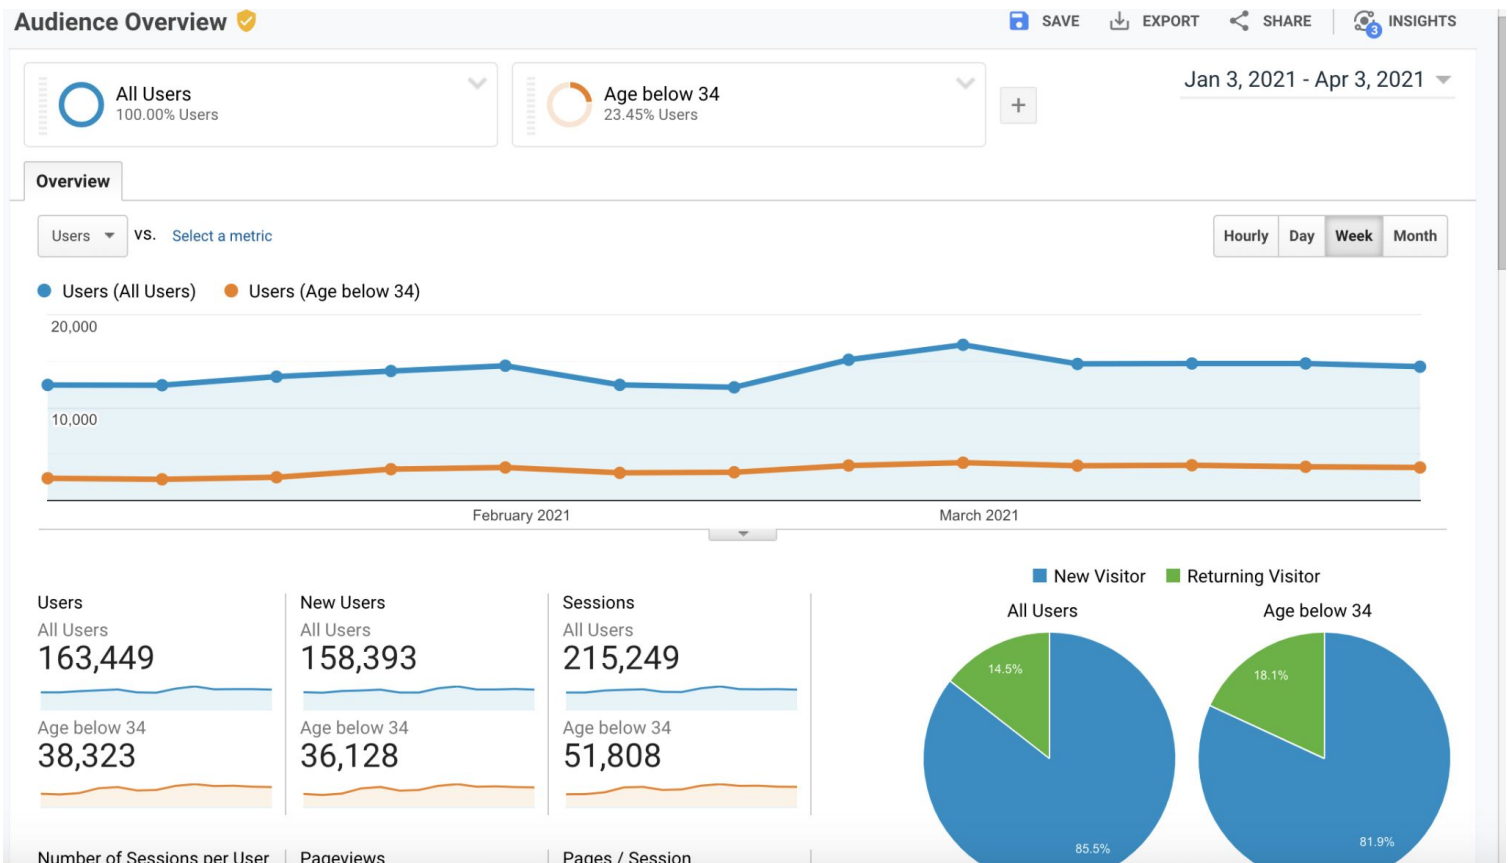 Audience Overview
SAVE
EXPORT
SHARE
3
INSIGHTS
All Users
100.00% Users
Age below 34
23.45% Users
+
Jan 3, 2021 - Apr 3, 2021
Overview
Users
VS.
Select a metric
Hourly
Day
Week
Month
Users (All Users)
Users (Age below 34)
20,000
10,000
February 2021
March 2021
Users
All Users
163,449
Age below 34
38,323
New Users
All Users
158,393
Age below 34
36,128
Sessions
All Users
215,249
Age below 34
51,808
New Visitor
Returning Visitor
All Users
14.5%
85.5%
Age below 34
18.1%
81.9%
Number of Sessions per User
Pageviews
Pages / Session